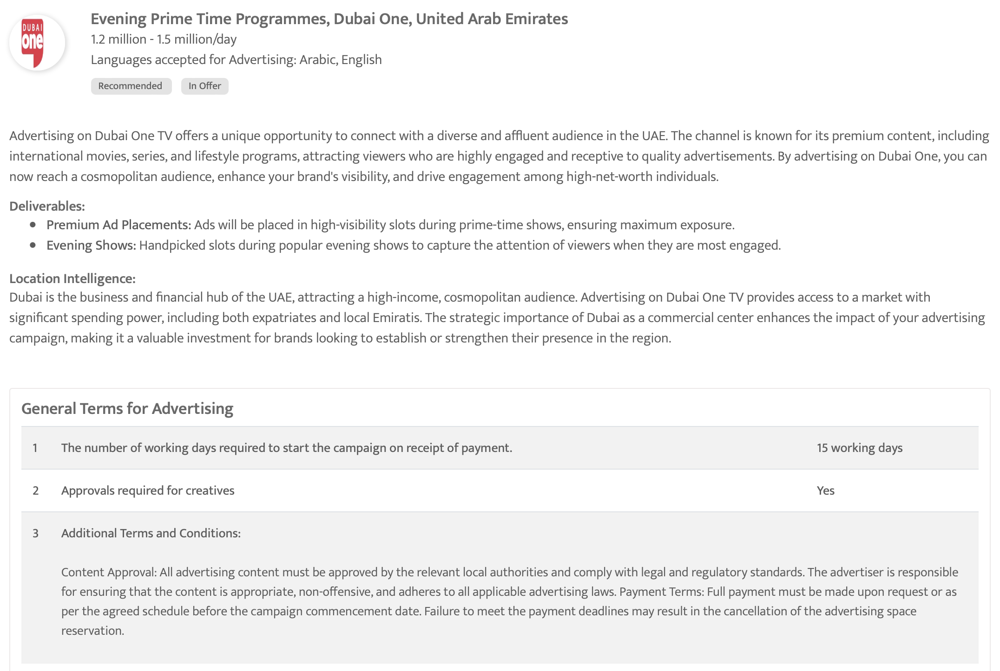 DUBAI
one
Evening Prime Time Programmes, Dubai One, United Arab Emirates
1.2 million - 1.5 million/day
Languages accepted for Advertising: Arabic, English
Recommended
In Offer
Advertising on Dubai One TV offers a unique opportunity to connect with a diverse and affluent audience in the UAE. The channel is known for its premium content, including
international movies, series, and lifestyle programs, attracting viewers who are highly engaged and receptive to quality advertisements. By advertising on Dubai One, you can
now reach a cosmopolitan audience, enhance your brand's visibility, and drive engagement among high-net-worth individuals.
Deliverables:
● Premium Ad Placements: Ads will be placed in high-visibility slots during prime-time shows, ensuring maximum exposure.
● Evening Shows: Handpicked slots during popular evening shows to capture the attention of viewers when they are most engaged.
Location Intelligence:
Dubai is the business and financial hub of the UAE, attracting a high-income, cosmopolitan audience. Advertising on Dubai One TV provides access to a market with
significant spending power, including both expatriates and local Emiratis. The strategic importance of Dubai as a commercial center enhances the impact of your advertising
campaign, making it a valuable investment for brands looking to establish or strengthen their presence in the region.
General Terms for Advertising
1 The number of working days required to start the campaign on receipt of payment. 15 working days
2 Approvals required for creatives Yes
3 Additional Terms and Conditions:
Content Approval: All advertising content must be approved by the relevant local authorities and comply with legal and regulatory standards. The advertiser is responsible
for ensuring that the content is appropriate, non-offensive, and adheres to all applicable advertising laws. Payment Terms: Full payment must be made upon request or as
per the agreed schedule before the campaign commencement date. Failure to meet the payment deadlines may result in the cancellation of the advertising space
reservation.